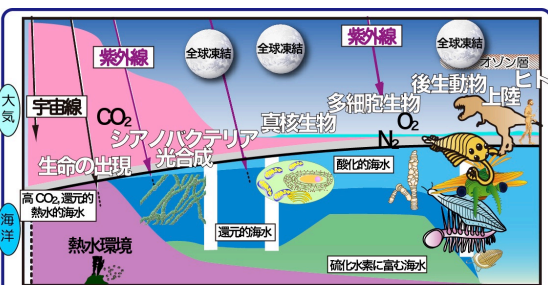 紫外線
全球凍結
全球凍結
紫外線
全球凍結
オゾン層
大気
宇宙線
CO2
シアノバクテリア
光合成
真核生物
多細胞生物
O2
N2
後生動物
上陸
ヒト
生命の出現
酸化的海水
高CO2, 還元的
熱水的海水
海洋
還元的海水
熱水環境
硫化水素に富む海水